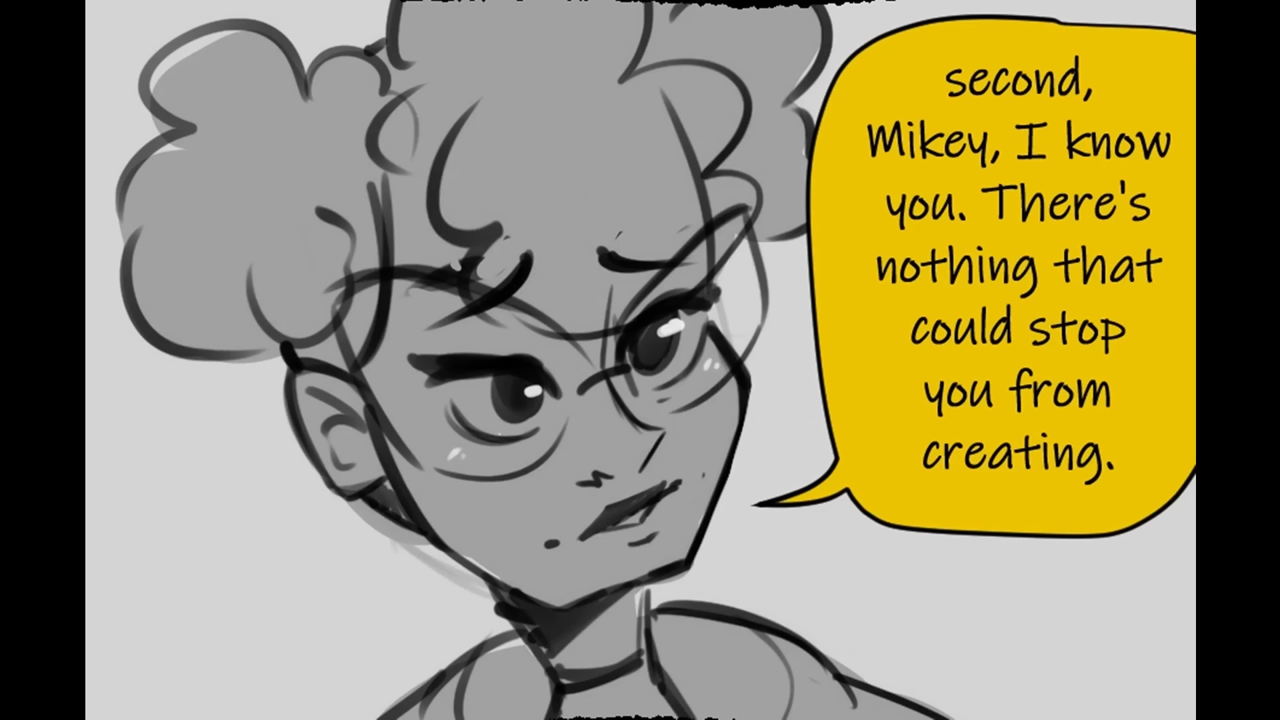 second,
Mikey, I know
you. There's
nothing that
could stop
you from
creating.